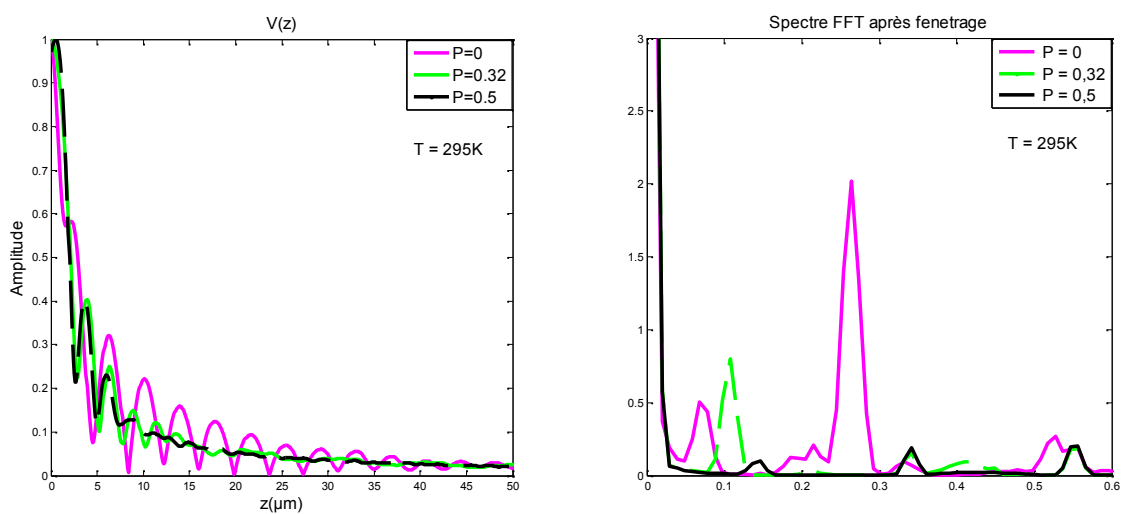 V(z)
P=0
P=0.32
P=0.5
T = 295K
Amplitude
1
0.9
0.8
0.7
0.6
0.5
0.4
0.3
0.2
0.1
0
0 5 10 15 20 25 30 35 40 45 50
z(µm)
Spectre FFT après fenetrage
P = 0
P = 0,32
P = 0,5
T = 295K
3
2.5
2
1.5
1
0.5
0
0 0.1 0.2 0.3 0.4 0.5 0.6